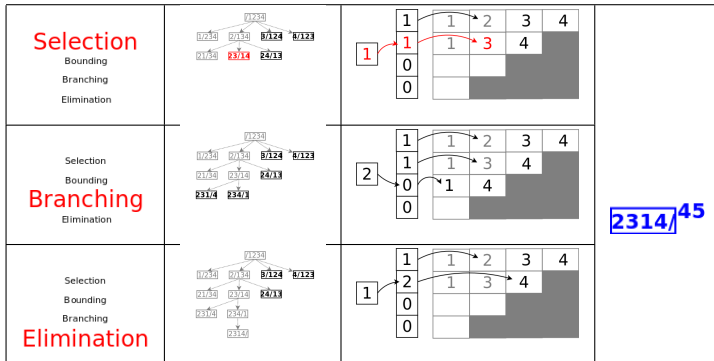 Selection
Bounding
Branching
Elimination
/1234
1/234 2/134 3/124 4/123
21/34 23/14 24/13
1
1 1 2 3 4
1 1 3 4
0
0
Selection
Bounding
Branching
Elimination
/1234
1/234 2/134 3/124 4/123
21/34 23/14 24/13
231/4 234/1
2
1 1 2 3 4
1 1 3 4
0 1 4
0
Selection
Bounding
Branching
Elimination
/1234
1/234 2/134 3/124 4/123
21/34 23/14 24/13
231/4 234/1
2314/
1
1 1 2 3 4
2 1 3 4
0
0
2314/ 45